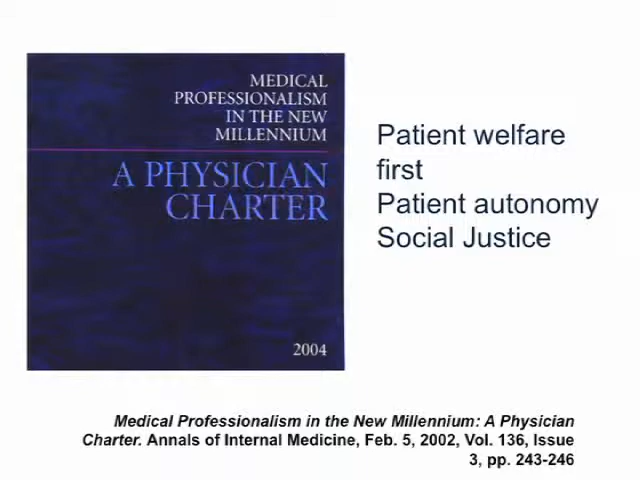 MEDICAL
PROFESSIONALISM
IN THE NEW
MILLENNIUM
A PHYSICIAN
CHARTER
2004
Patient welfare
first
Patient autonomy
Social Justice
Medical Professionalism in the New Millennium: A Physician
Charter. Annals of Internal Medicine, Feb. 5, 2002, Vol. 136, Issue
3, pp. 243-246